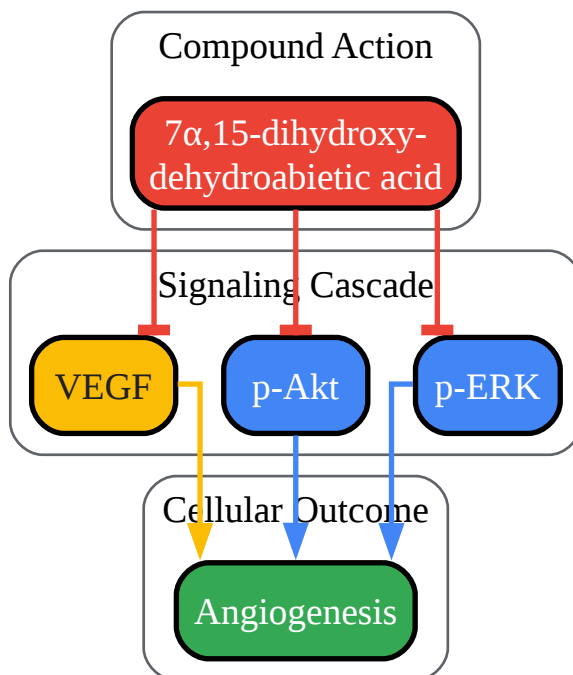 Compound Action
7α,15-dihydroxy-
dehydroabietic acid
Signaling Cascade
VEGF
p-Akt
p-ERK
Cellular Outcome
Angiogenesis